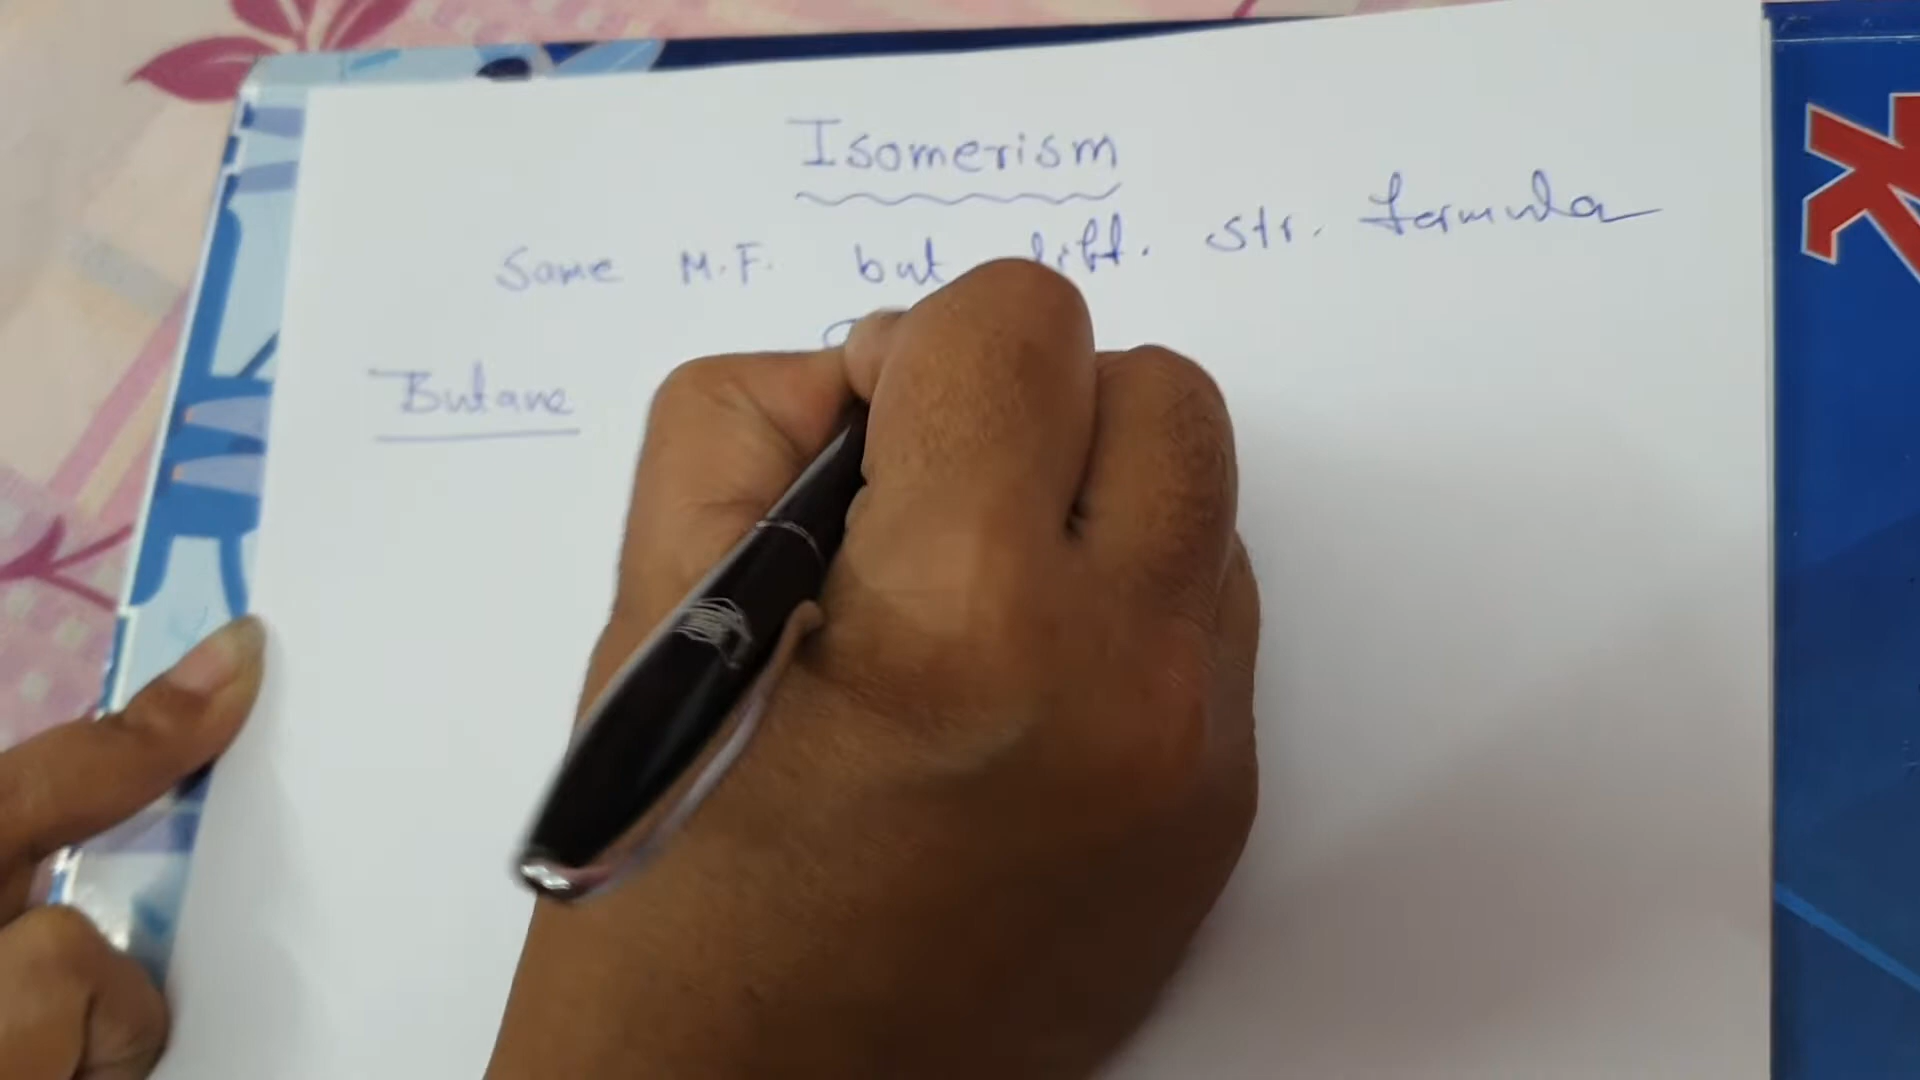 Isomerism
Same M.F. but diff. str. formula
Butane